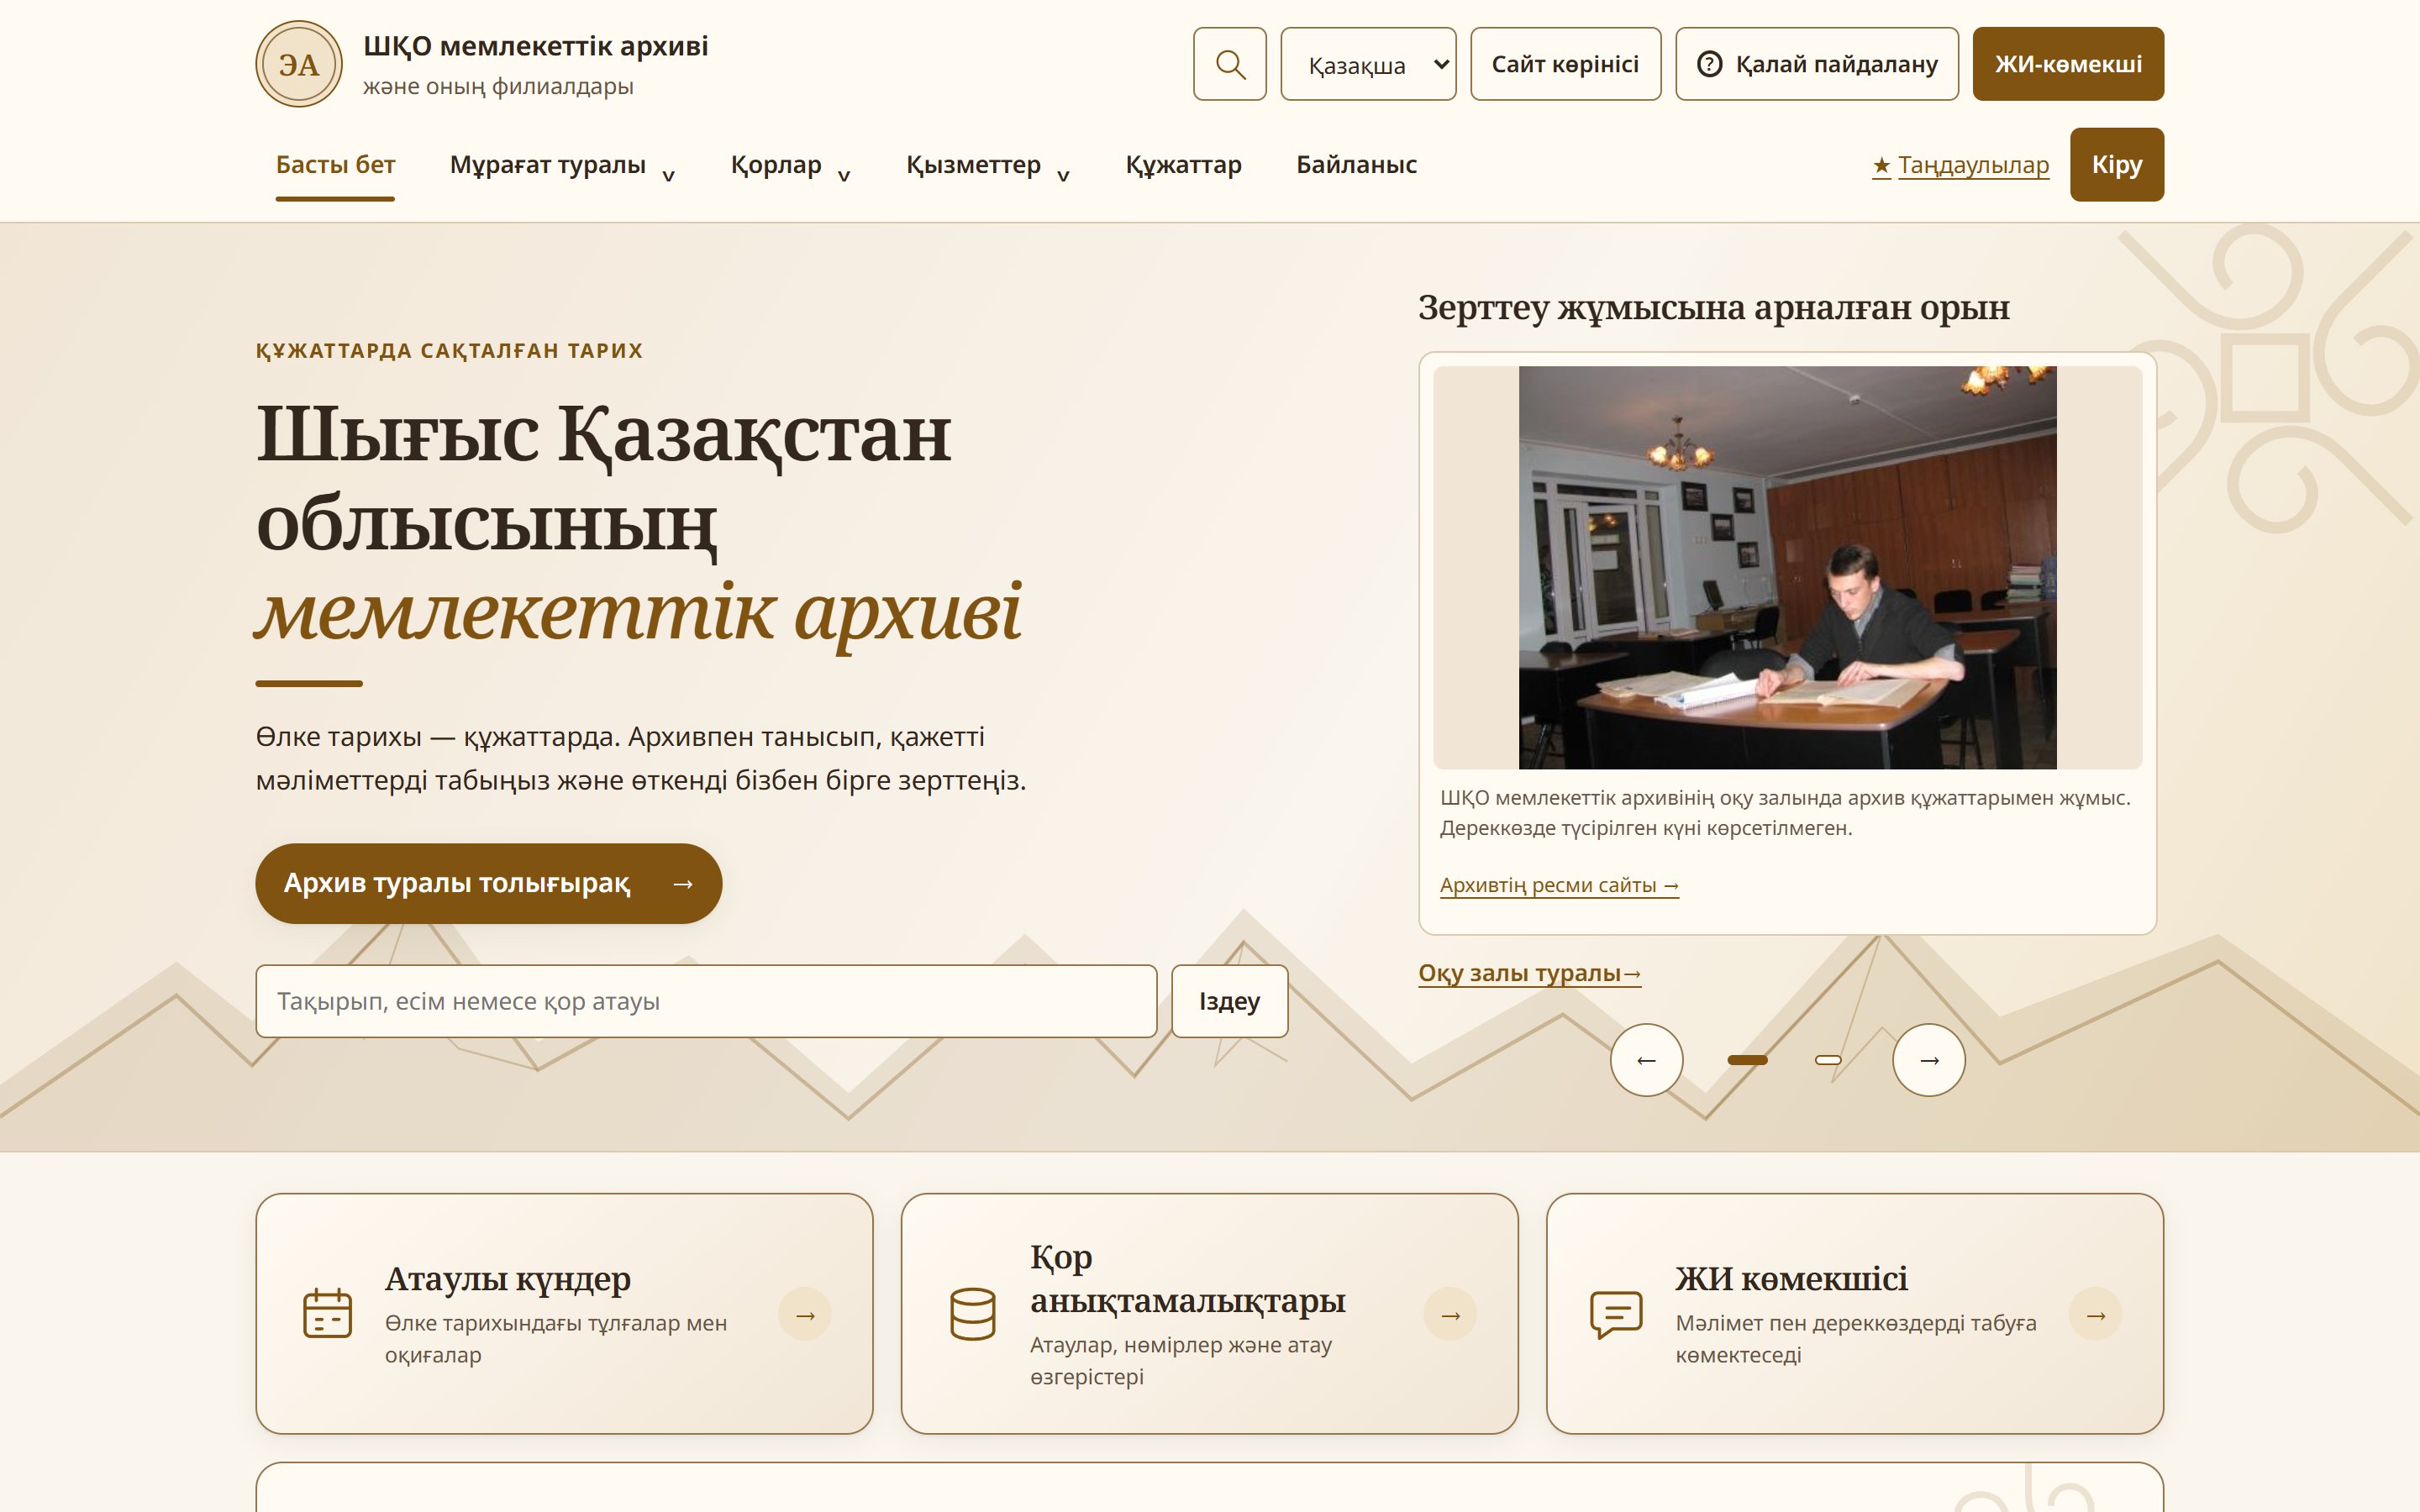 ЭА
ШҚО мемлекеттік архиві
және оның филиалдары
Қазақша
Сайт көрінісі
? Қалай пайдалану
ЖИ-көмекші
Басты бет
Мұрағат туралы
Қорлар
Қызметтер
Құжаттар
Байланыс
★ Таңдаулылар
Кіру
ҚҰЖАТТАРДА САҚТАЛҒАН ТАРИХ
Шығыс Қазақстан
облысының
мемлекеттік архиві
Өлке тарихы — құжаттарда. Архивпен танысып, қажетті
мәліметтерді табыңыз және өткенді бізбен бірге зерттеңіз.
Архив туралы толығырақ →
Тақырып, есім немесе қор атауы
Іздеу
Зерттеу жұмысына арналған орын
ШҚО мемлекеттік архивінің оқу залында архив құжаттарымен жұмыс.
Дереккөзде түсірілген күні көрсетілмеген.
Архивтің ресми сайты →
Оқу залы туралы→
← →
Атаулы күндер
Өлке тарихындағы тұлғалар мен
оқиғалар
→
Қор
анықтамалықтары
Атаулар, нөмірлер және атау
өзгерістері
→
ЖИ көмекшісі
Мәлімет пен дереккөздерді табуға
көмектеседі
→